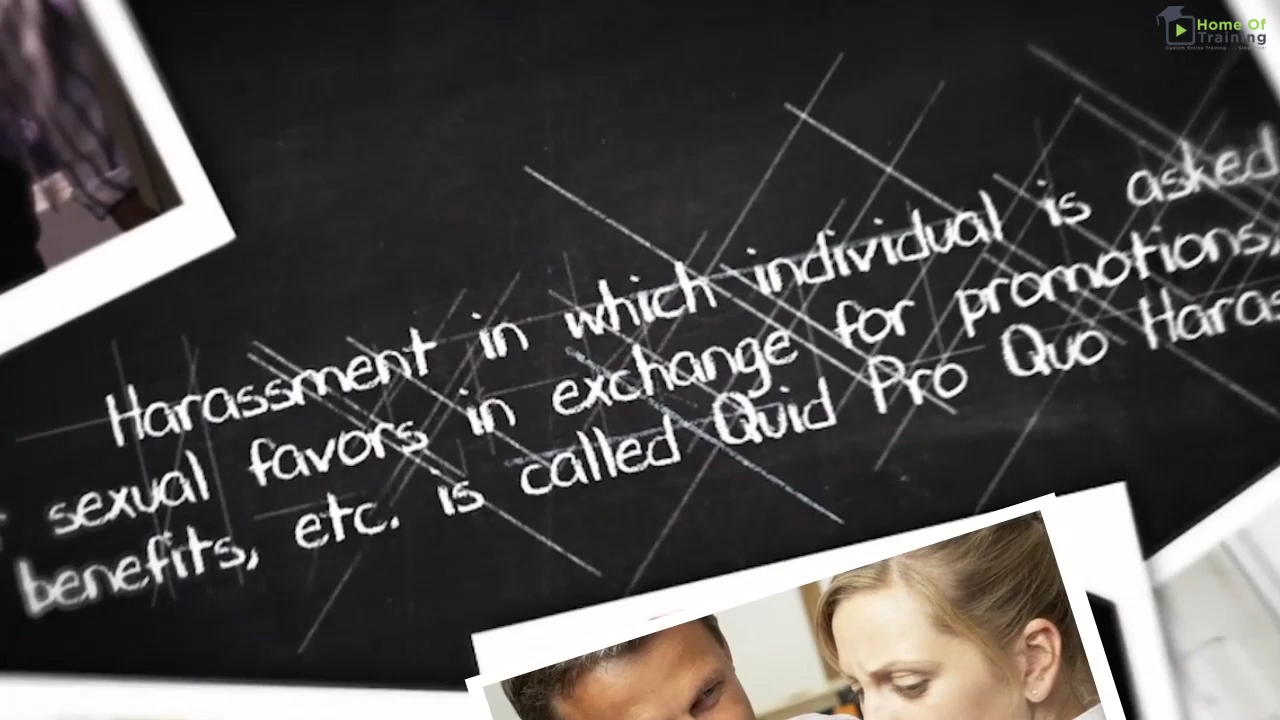 Home Of
Training
Harassment in which individual is asked
sexual favors in exchange for promotions,
benefits, etc. is called Quid Pro Quo Haras